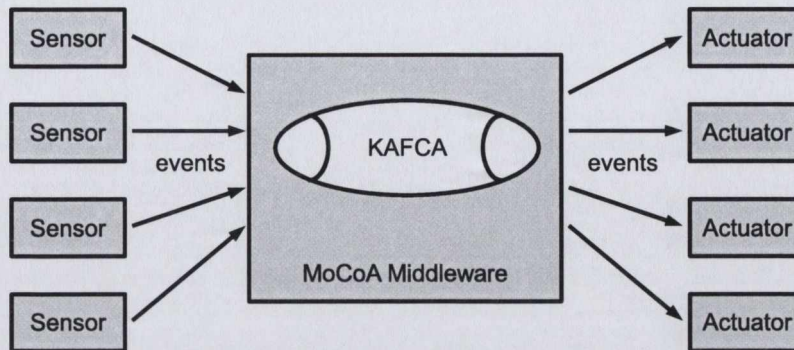 Sensor
Actuator
Sensor
KAFCA
Actuator
events
events
Sensor
Actuator
MoCoA Middleware
Sensor
Actuator